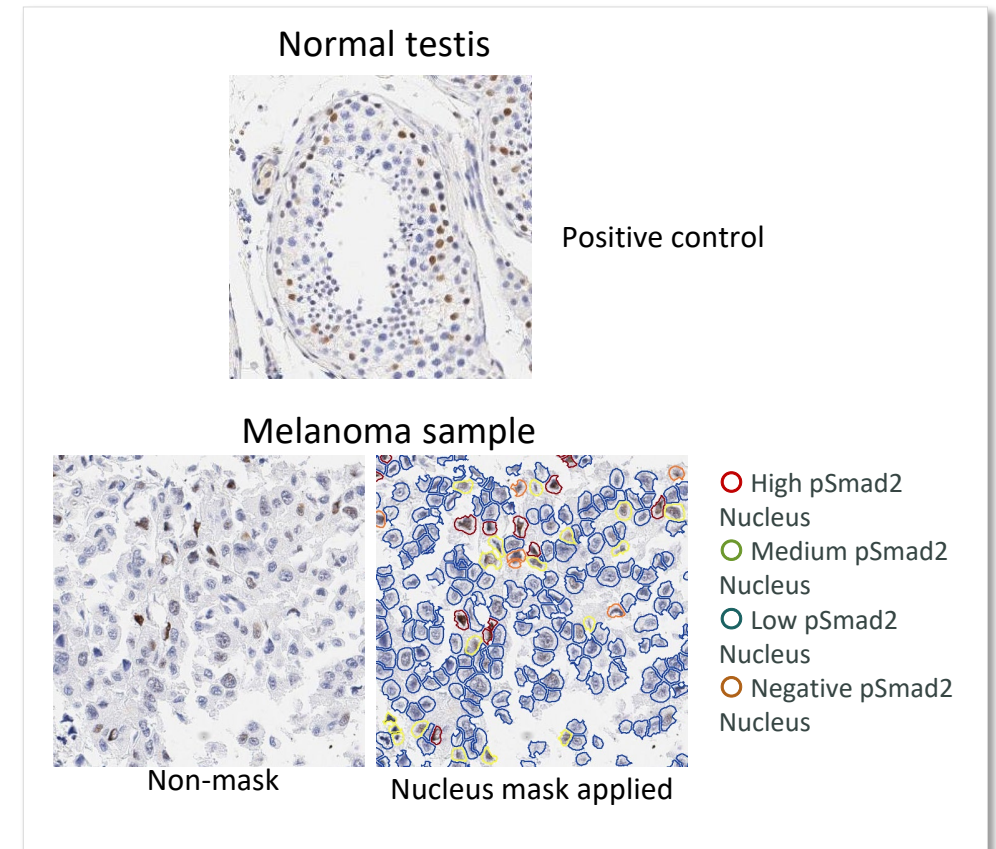 Normal testis
Positive control
Melanoma sample
High pSmad2
Nucleus
Medium pSmad2
Nucleus
Low pSmad2
Nucleus
Negative pSmad2
Nucleus
Non-mask
Nucleus mask applied